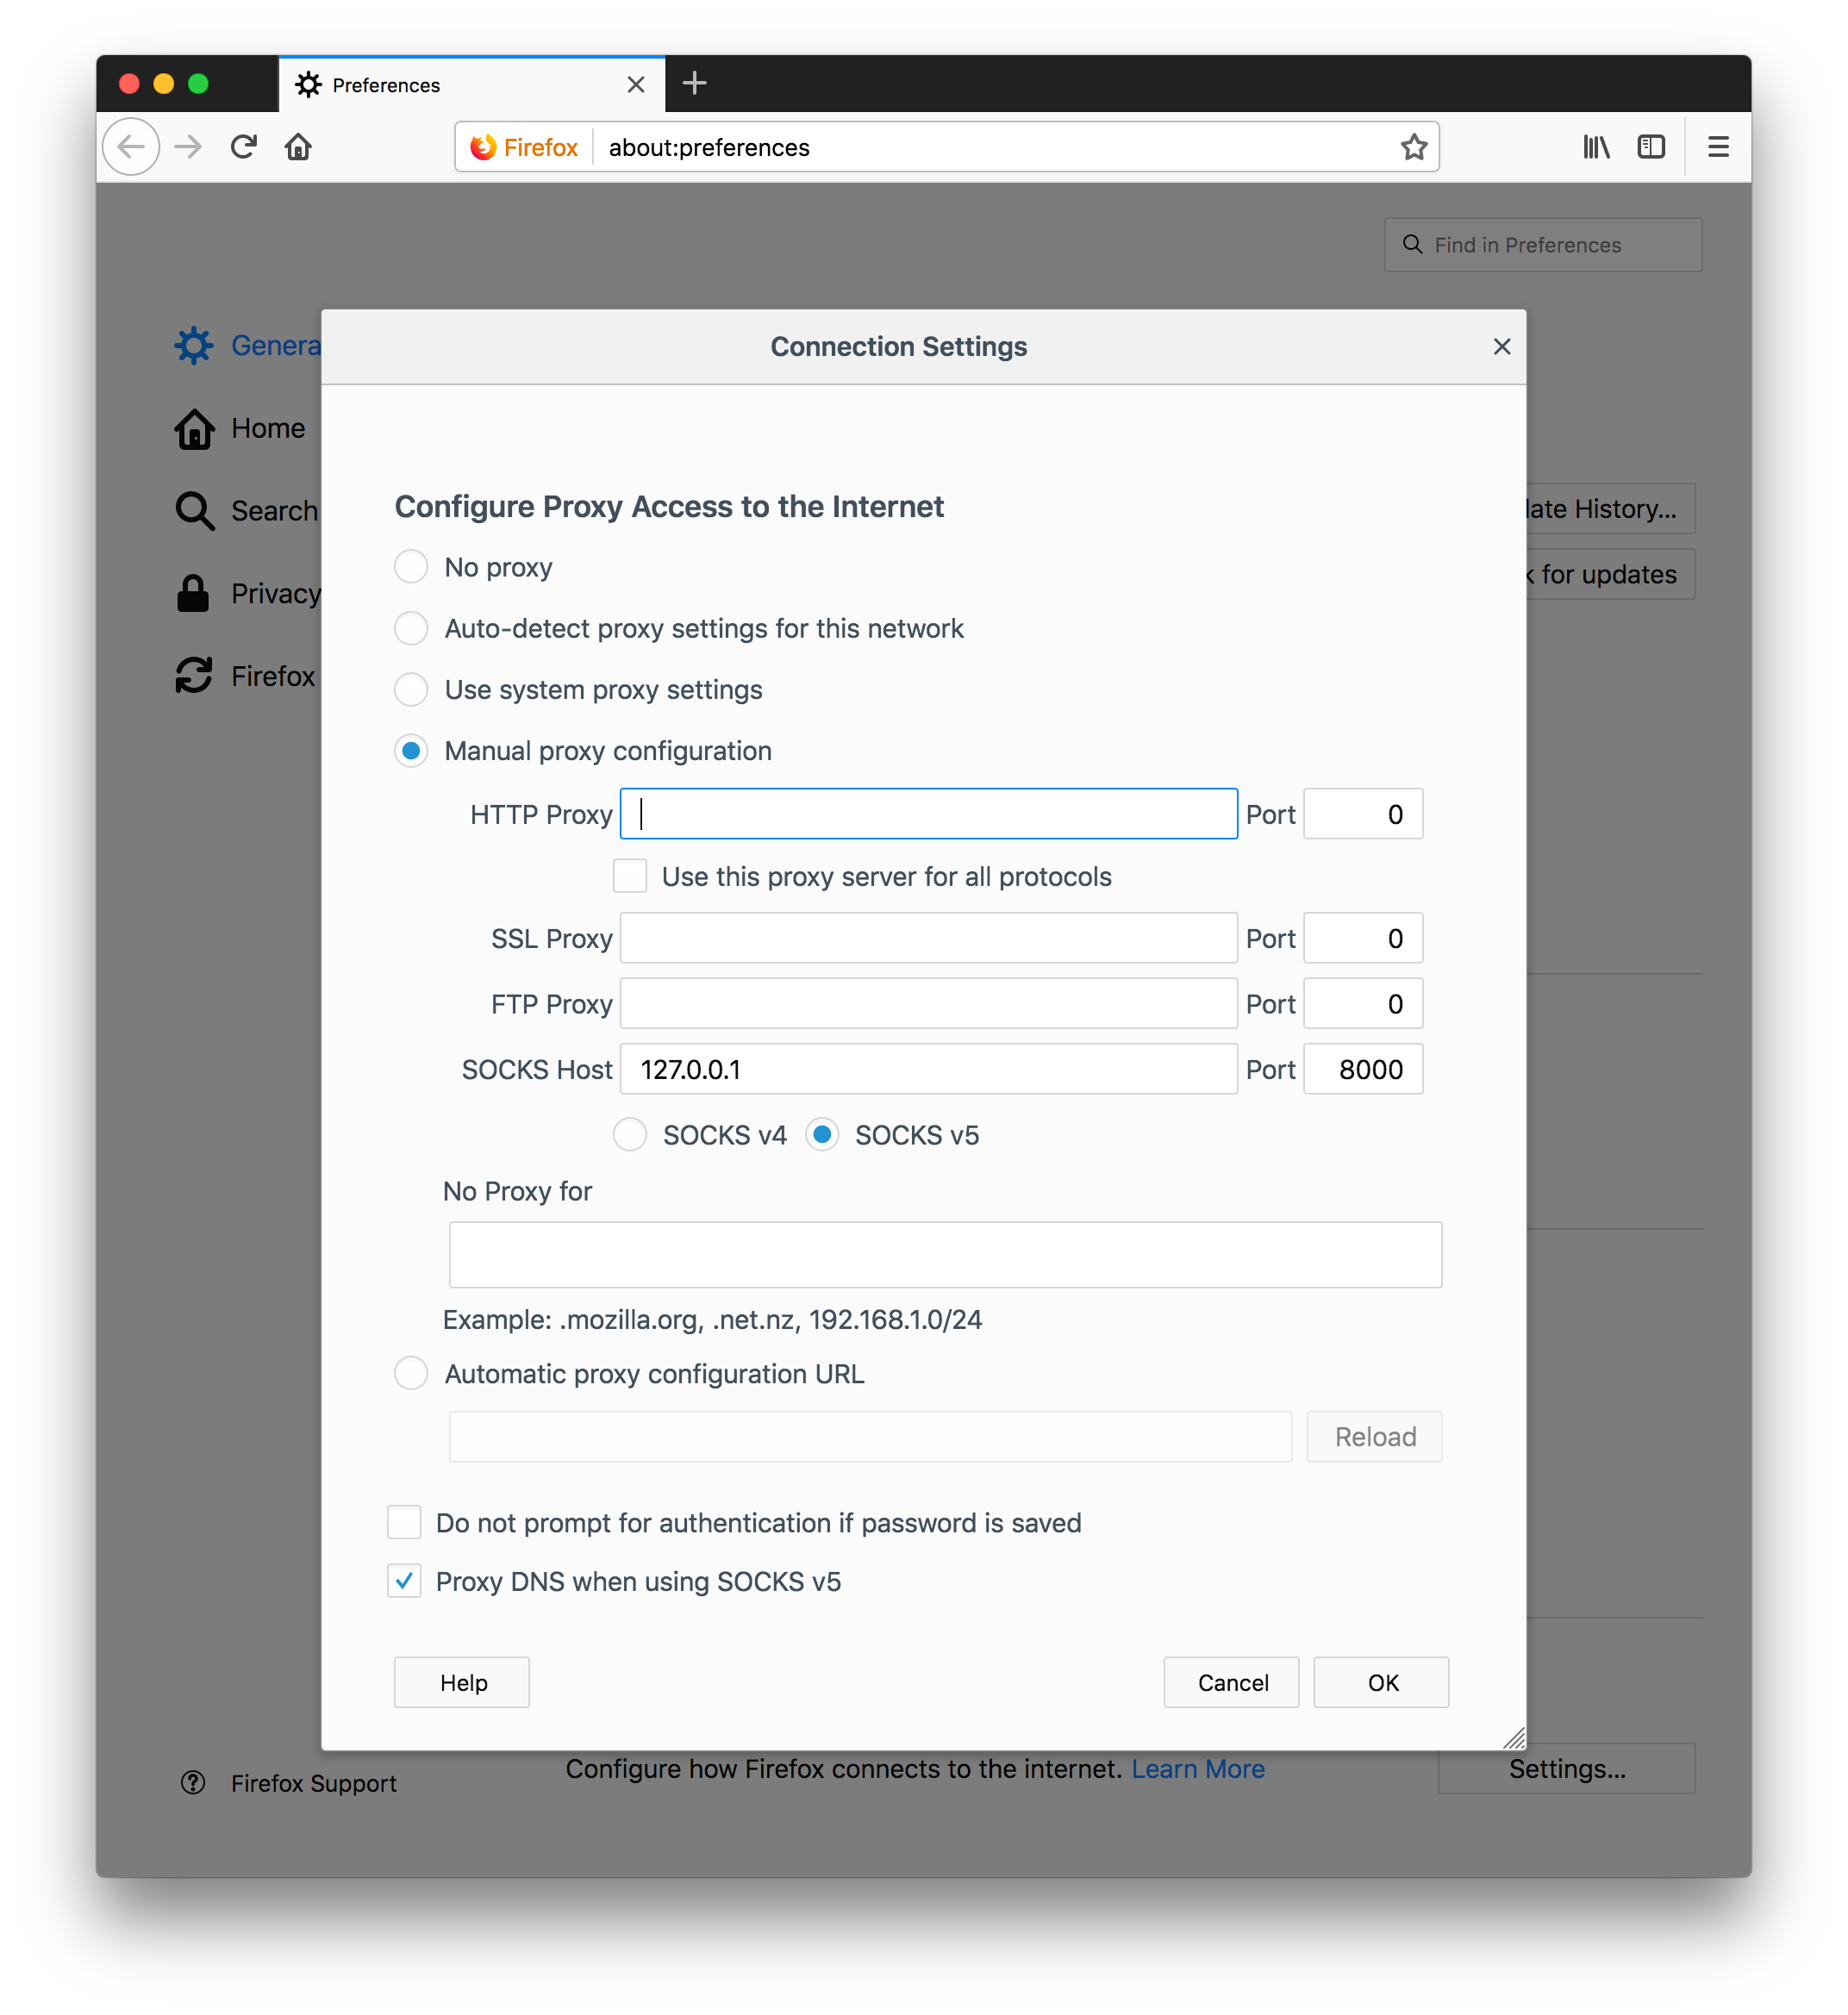 Preferences
Firefox about:preferences
Find in Preferences
Connection Settings
General
Home
Search
Privacy
Firefox
Configure Proxy Access to the Internet
History...
for updates
No proxy
Auto-detect proxy settings for this network
Use system proxy settings
Manual proxy configuration
HTTP Proxy Port 0
Use this proxy server for all protocols
SSL Proxy Port 0
FTP Proxy Port 0
SOCKS Host 127.0.0.1 Port 8000
SOCKS v4 SOCKS v5
No Proxy for
Example: .mozilla.org, .net.nz, 192.168.1.0/24
Automatic proxy configuration URL
Reload
Do not prompt for authentication if password is saved
Proxy DNS when using SOCKS v5
Help Cancel OK
Configure how Firefox connects to the internet. Learn More Settings...
Firefox Support